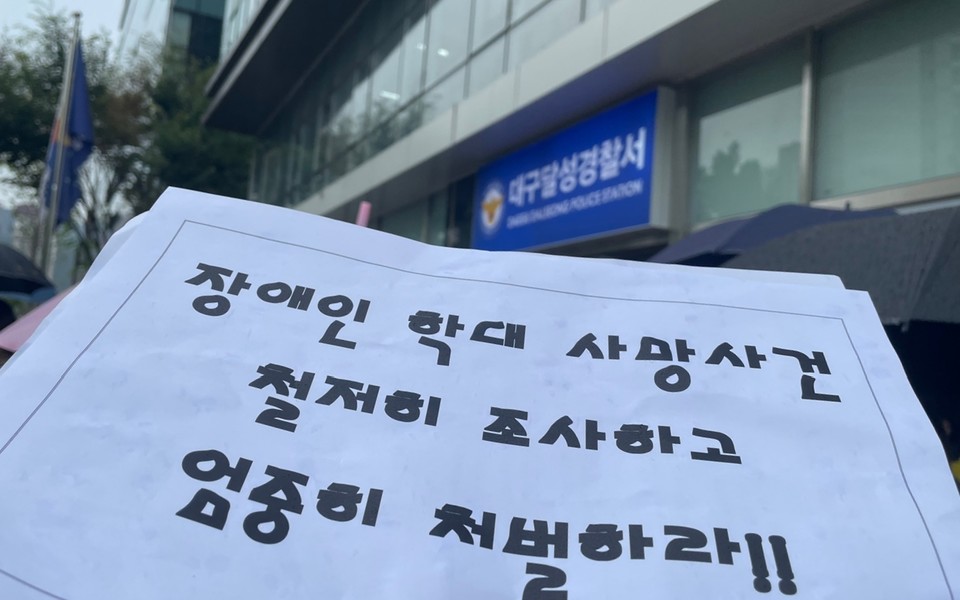 대구달성경찰서
DAEGU DALSEONG POLICE STATION
장애인 학대 사망사건
철저히 조사하고
엄중히 처벌하라!!